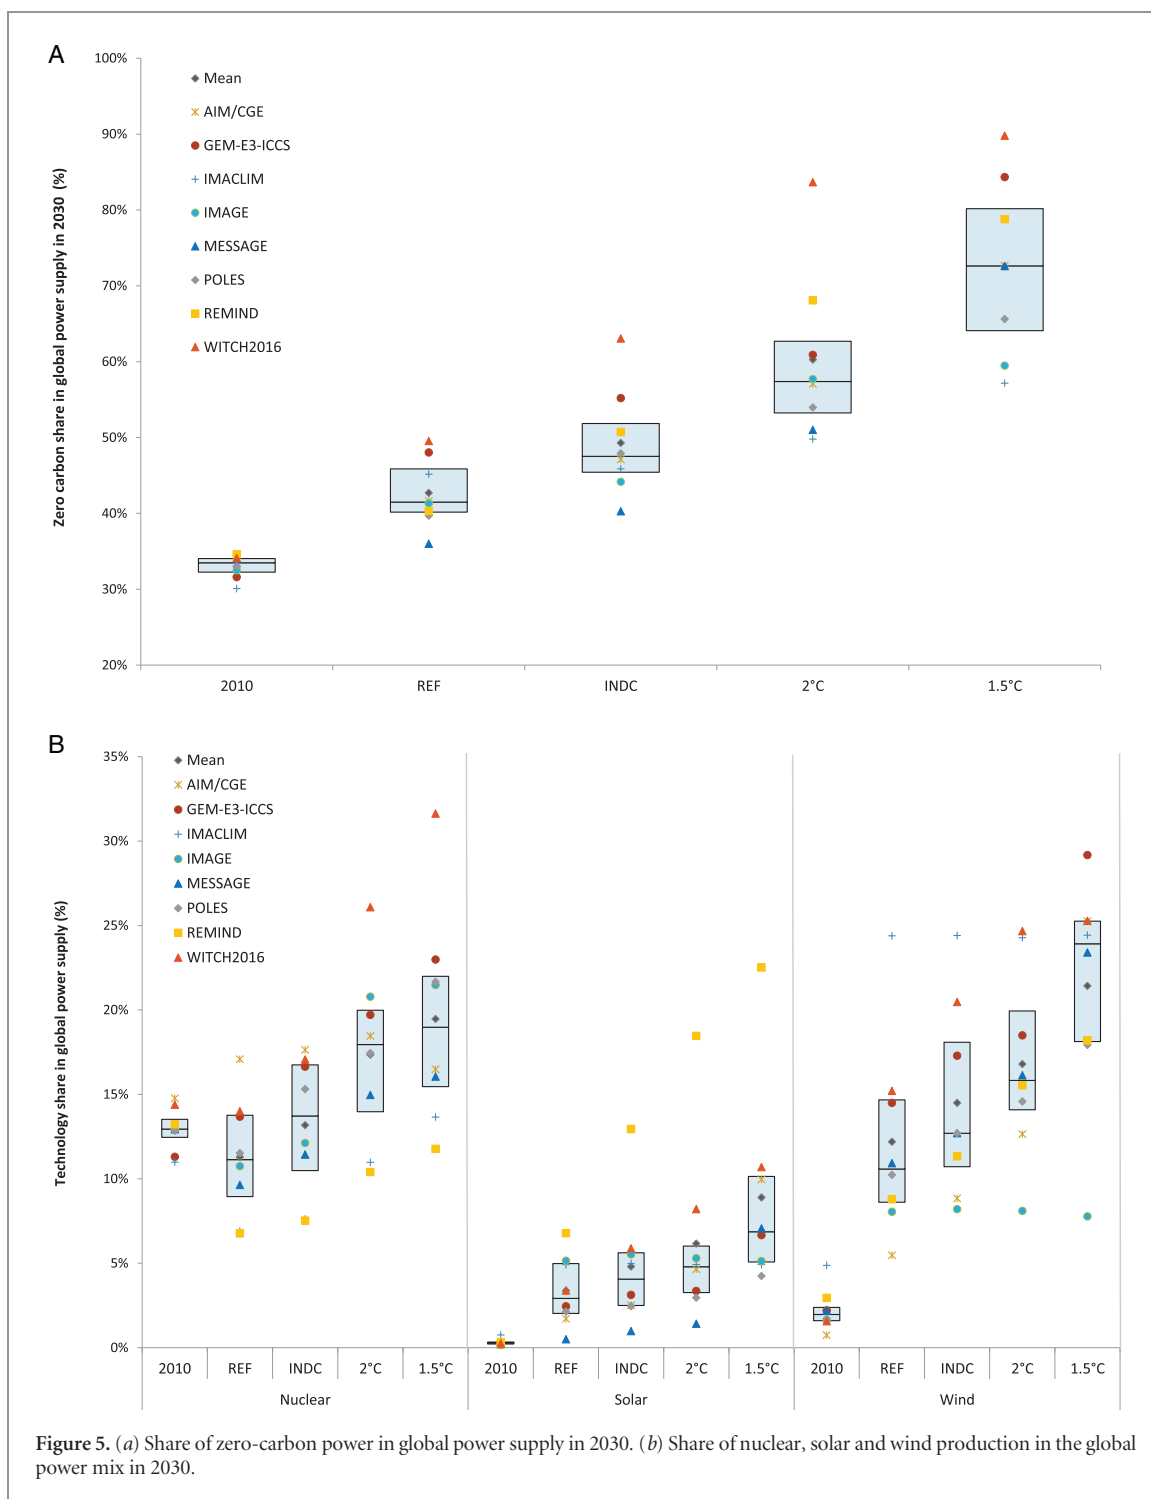 A
Zero carbon share in global power supply in 2030 (%)
100%
90%
80%
70%
60%
50%
40%
30%
20%
Mean
AIM/CGE
GEM-E3-ICCS
IMACLIM
IMAGE
MESSAGE
POLES
REMIND
WITCH2016
2010 REF INDC 2°C 1.5°C
B
Technology share in global power supply (%)
35%
30%
25%
20%
15%
10%
5%
0%
Mean
AIM/CGE
GEM-E3-ICCS
IMACLIM
IMAGE
MESSAGE
POLES
REMIND
WITCH2016
2010 REF INDC 2°C 1.5°C 2010 REF INDC 2°C 1.5°C 2010 REF INDC 2°C 1.5°C
Nuclear Solar Wind
Figure 5. (a) Share of zero-carbon power in global power supply in 2030. (b) Share of nuclear, solar and wind production in the global
power mix in 2030.